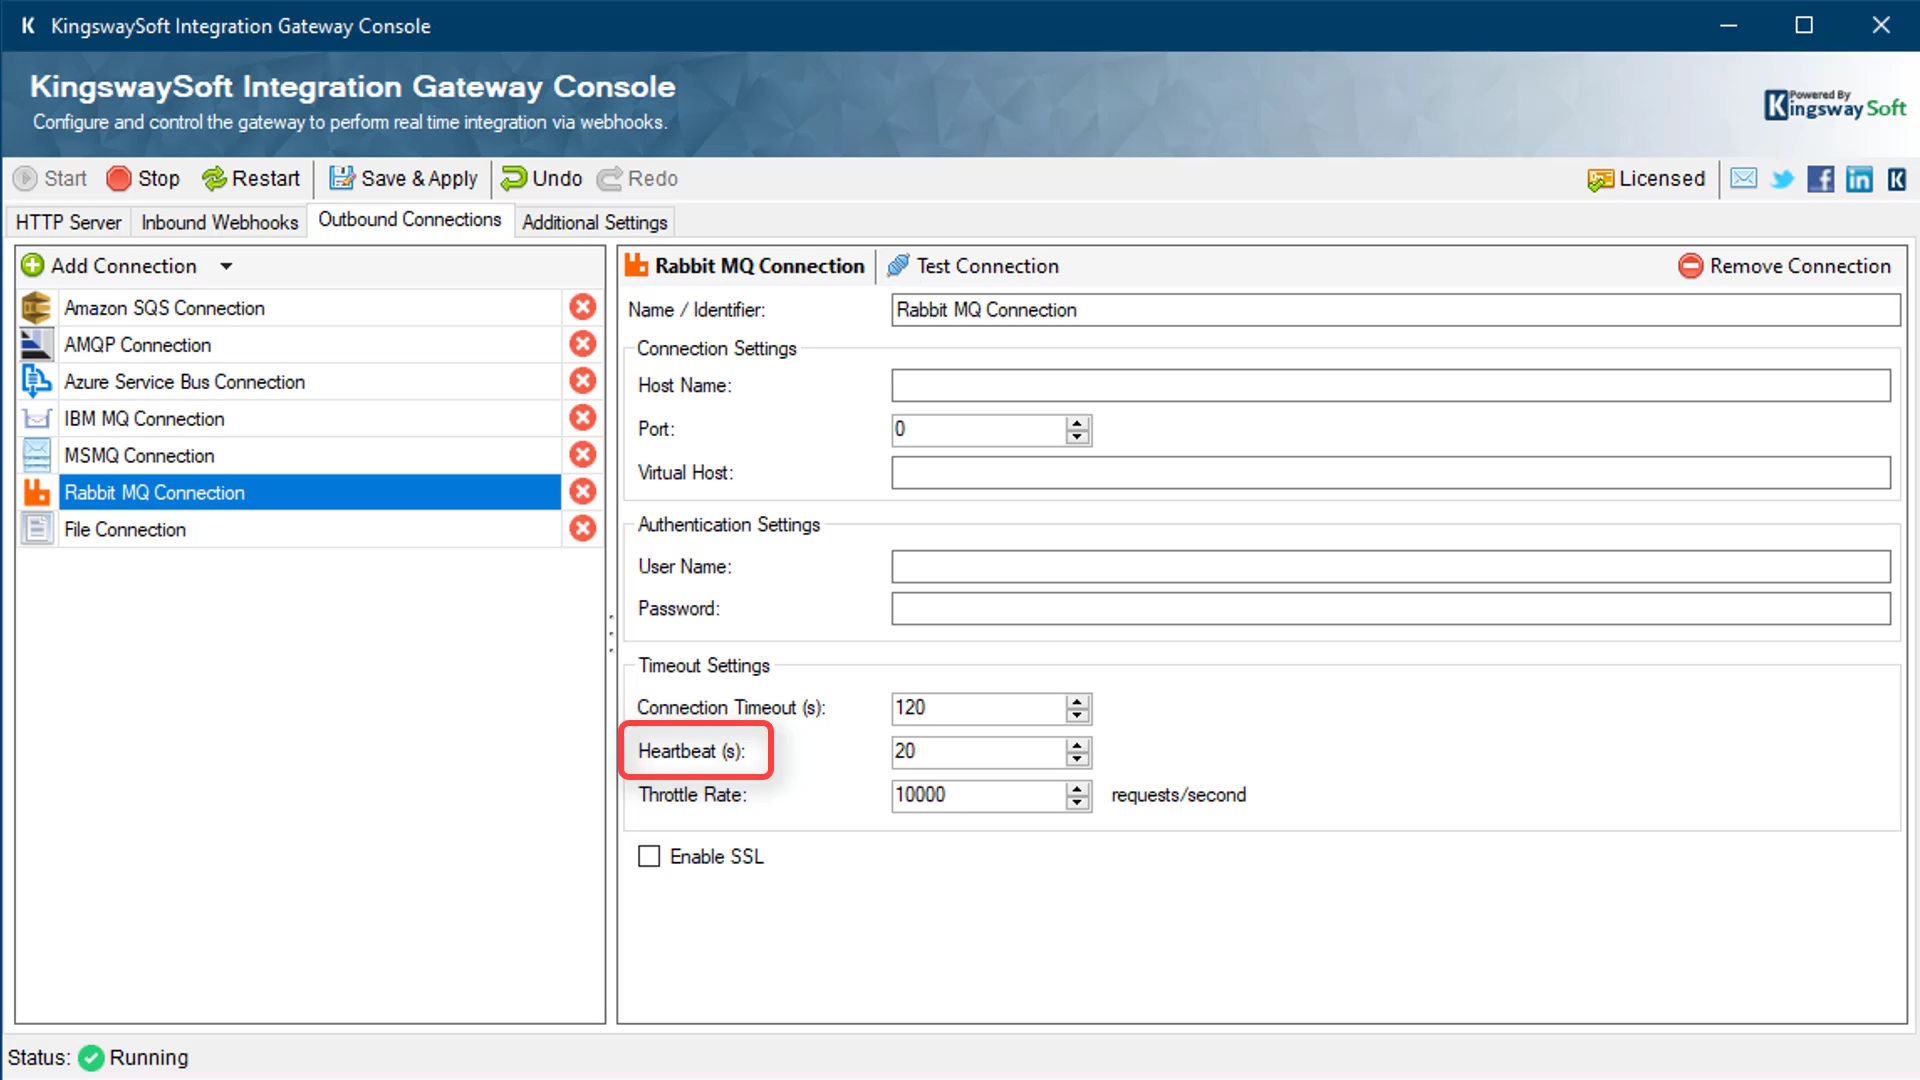 K KingswaySoft Integration Gateway Console
KingswaySoft Integration Gateway Console
Configure and control the gateway to perform real time integration via webhooks.
Powered By
KingswaySoft
Start Stop Restart Save & Apply Undo Redo Licensed f in K
HTTP Server Inbound Webhooks Outbound Connections Additional Settings
Add Connection
Amazon SQS Connection
AMQP Connection
Azure Service Bus Connection
IBM MQ Connection
MSMQ Connection
Rabbit MQ Connection
File Connection
Rabbit MQ Connection Test Connection Remove Connection
Name / Identifier: Rabbit MQ Connection
Connection Settings
Host Name:
Port: 0
Virtual Host:
Authentication Settings
User Name:
Password:
Timeout Settings
Connection Timeout (s): 120
Heartbeat (s): 20
Throttle Rate: 10000 requests/second
Enable SSL
Status: Running